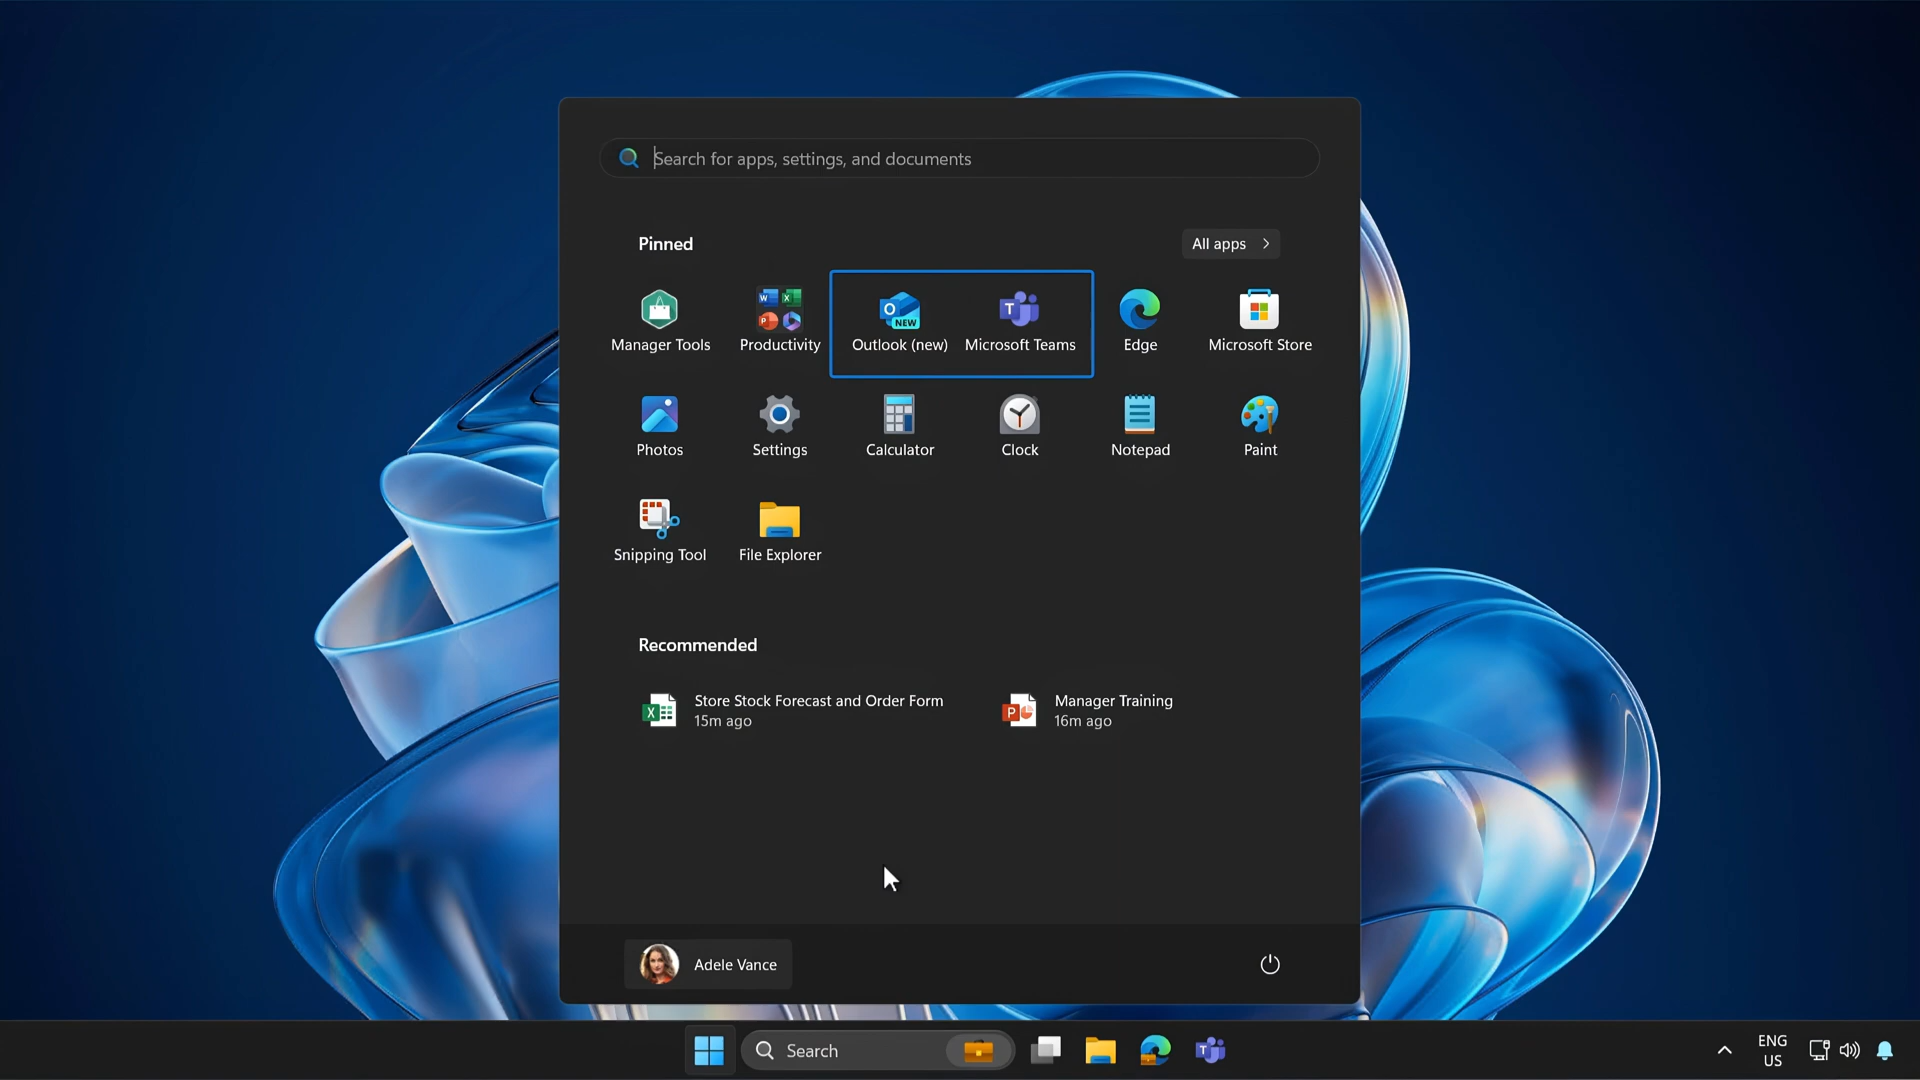 Search for apps, settings, and documents
Pinned
All apps
Manager Tools
Productivity
Outlook (new)
Microsoft Teams
Edge
Microsoft Store
Photos
Settings
Calculator
Clock
Notepad
Paint
Snipping Tool
File Explorer
Recommended
Store Stock Forecast and Order Form
15m ago
Manager Training
16m ago
Adele Vance
Search
ENG
US